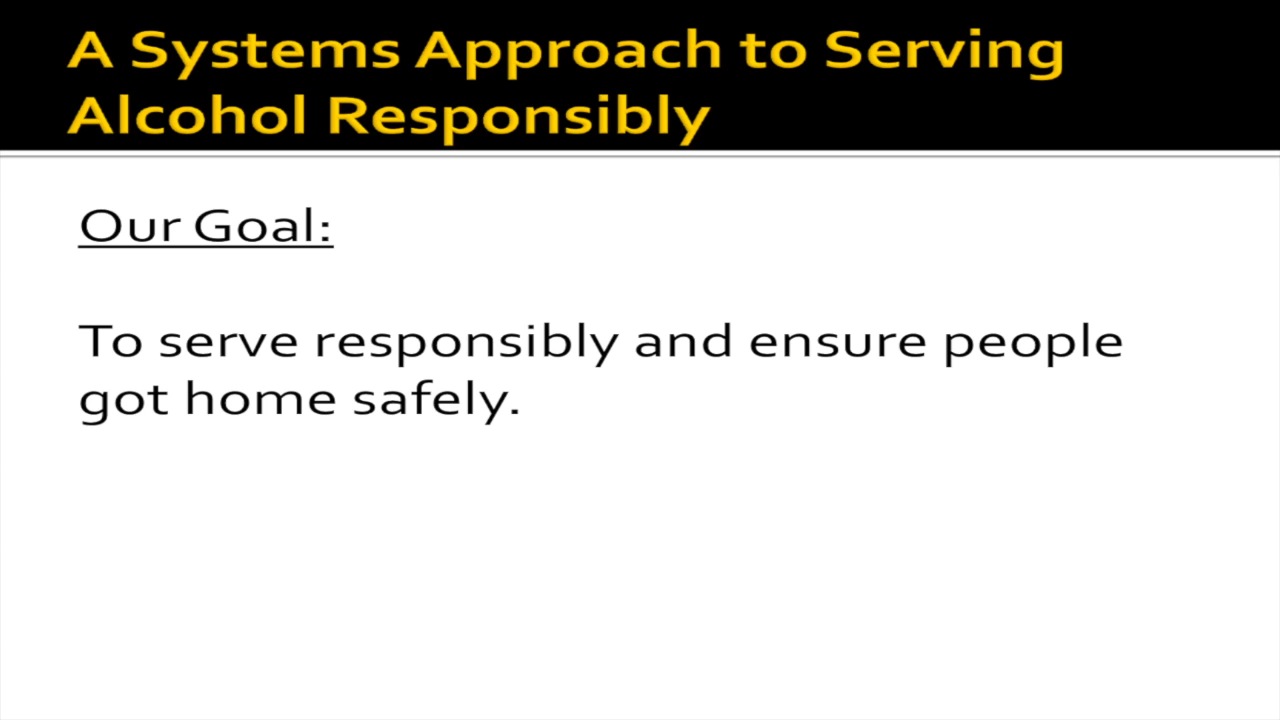 A Systems Approach to Serving
Alcohol Responsibly
Our Goal:
To serve responsibly and ensure people
got home safely.